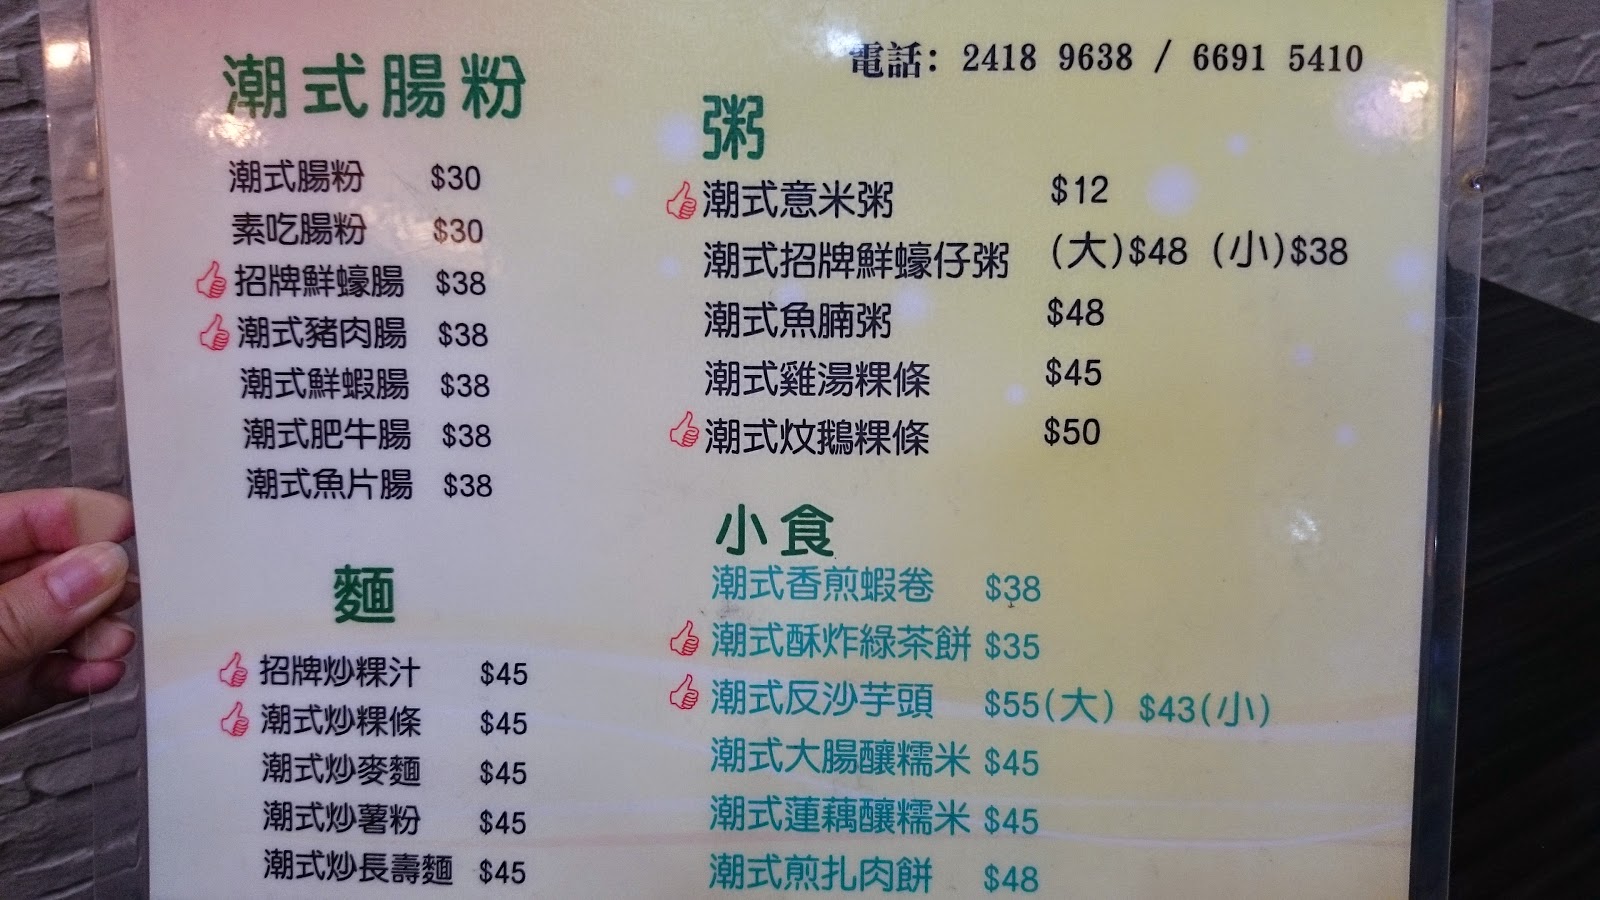 電話: 2418 9638 / 6691 5410
潮式腸粉
潮式腸粉 $30
素吃腸粉 $30
招牌鮮蠔腸 $38
潮式豬肉腸 $38
潮式鮮蝦腸 $38
潮式肥牛腸 $38
潮式魚片腸 $38
麵
招牌炒粿汁 $45
潮式炒粿條 $45
潮式炒麥麵 $45
潮式炒薯粉 $45
潮式炒長壽麵 $45
粥
潮式意米粥 $12
潮式招牌鮮蠔仔粥 (大)$48 (小)$38
潮式魚腩粥 $48
潮式雞湯粿條 $45
潮式炆鵝粿條 $50
小食
潮式香煎蝦卷 $38
潮式酥炸綠茶餅 $35
潮式反沙芋頭 $55(大) $43(小)
潮式大腸釀糯米 $45
潮式蓮藕釀糯米 $45
潮式煎扎肉餅 $48